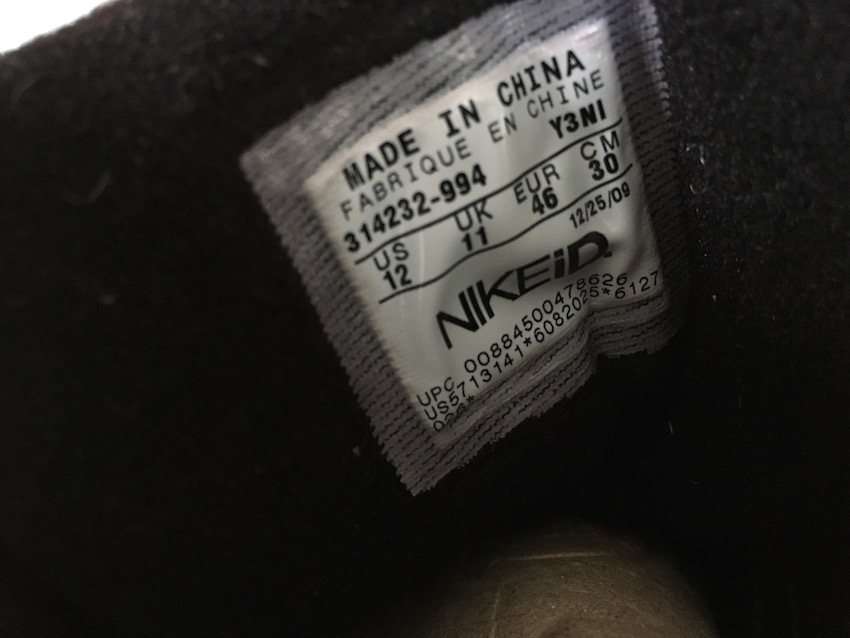 MADE IN CHINA
FABRIQUE EN CHINE
314232-994 Y3NI
US UK EUR CM
12 11 46 30
12/25/09
NIKEiD.
UPC 00884500478626
US5713141*6082025*6127